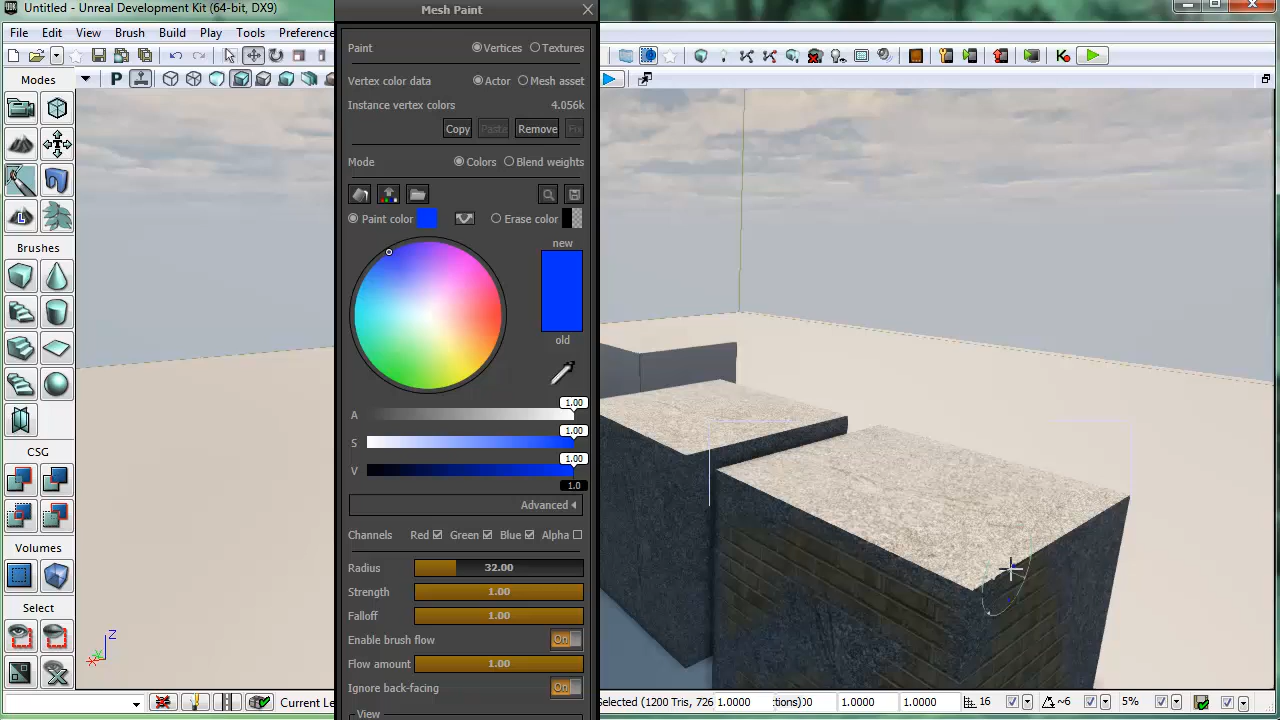 Untitled - Unreal Development Kit (64-bit, DX9)
Mesh Paint
File Edit View Brush Build Play Tools Preference
Paint Vertices Textures
Vertex color data Actor Mesh asset
Instance vertex colors 4.056k
Copy Paste Remove Fix
Mode Colors Blend weights
Paint color Erase color
new
old
A 1.00
S 1.00
V 1.00
1.0
Advanced
Channels Red Green Blue Alpha
Radius 32.00
Strength 1.00
Falloff 1.00
Enable brush flow On
Flow amount 1.00
Ignore back-facing On
View
Modes
P
L
Brushes
CSG
Volumes
Select
Z
X
K
Current Le
Selected (1200 Tris, 726 1.0000 ctions) 1.0000 1.0000 16 ~6 5%